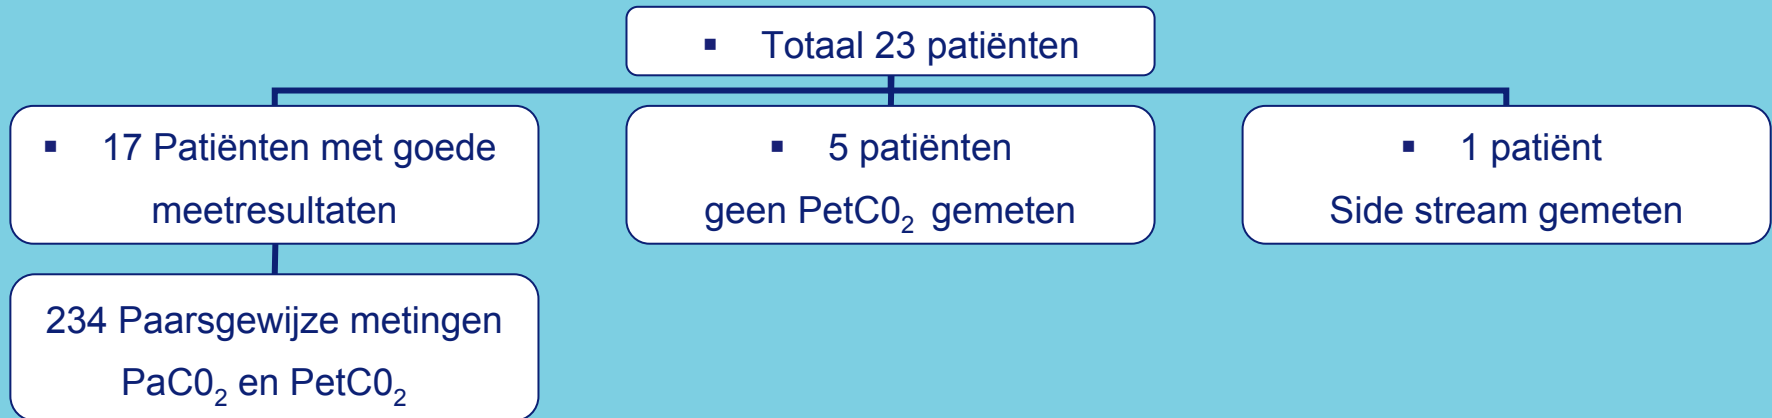 ▪ Totaal 23 patiënten
▪ 17 Patiënten met goede
meetresultaten
▪ 5 patiënten
geen PetC0₂ gemeten
▪ 1 patiënt
Side stream gemeten
234 Paarsgewijze metingen
PaC0₂ en PetC0₂